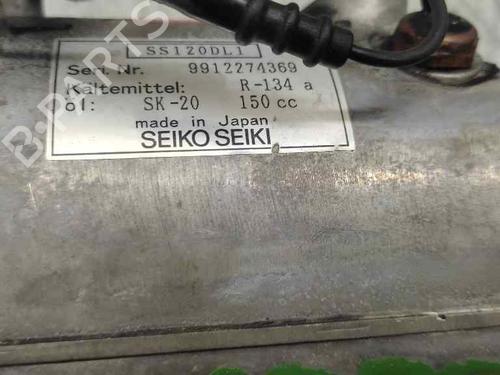 SS120DL1
Ser. Nr. 9912274369
Kältemittel: R-134 a
öl: SK-20 150 cc
made in Japan
SEIKO SEIKI
B-PARTS